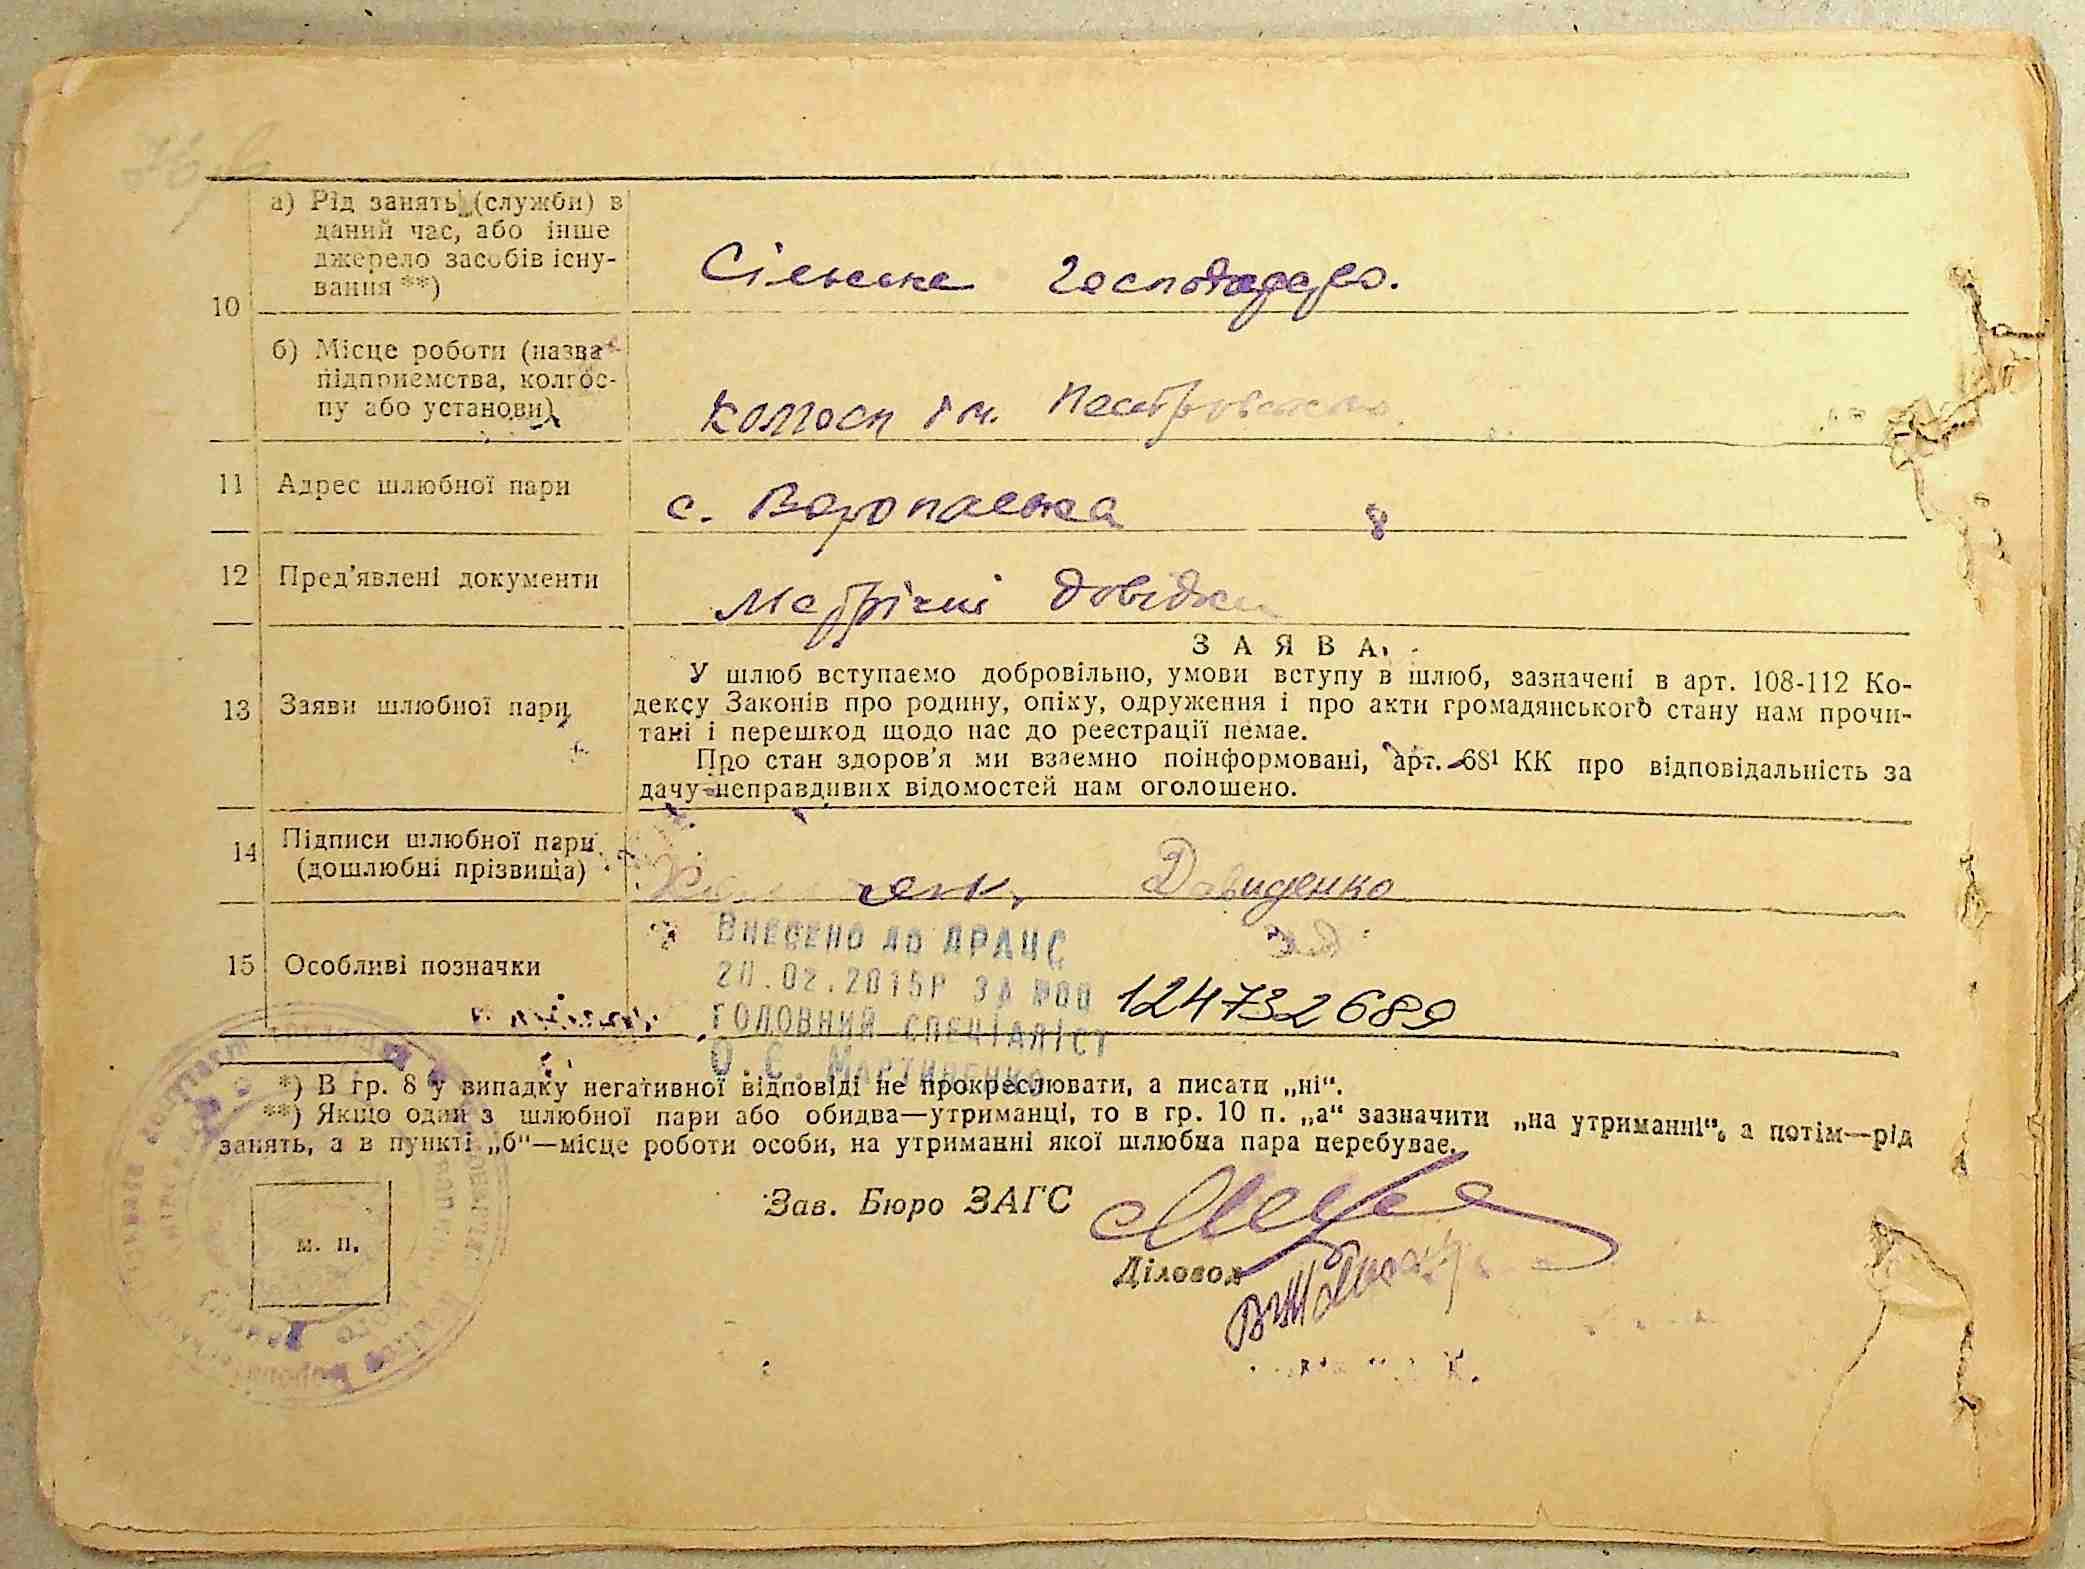 а) Рід занять (служби) в
даний час, або інше
джерело засобів існу-
вання **)
Сільське господарство.
10
б) Місце роботи (назва
підприємства, колгос-
пу або установи)
Колгосп ім. Петровського
11 Адрес шлюбної пари
с. Веропаевка
12 Пред’явлені документи
Метрічні довідки
ЗАЯВА.
13 Заяви шлюбної пари
У шлюб вступаємо добровільно, умови вступу в шлюб, зазначені в арт. 108-112 Ко-
дексу Законів про родину, опіку, одруження і про акти громадянського стану нам прочи-
тані і перешкод щодо нас до реєстрації немає.
Про стан здоров’я ми взаємно поінформовані, арт. 68¹ КК про відповідальність за
дачу неправдивих відомостей нам оголошено.
14 Підписи шлюбної пари
(дошлюбні прізвища)
Давиденко
15 Особливі позначки
ВНЕСЕНО ДО ДРАЦС
20.02.2015Р ЗА №00 124732689
ГОЛОВНИЙ СПЕЦІАЛІСТ
О.Є. МАРТИНЕНКО
*) В гр. 8 у випадку негативної відповіді не прокреслювати, а писати „ні“.
**) Якщо один з шлюбної пари або обидва—утриманці, то в гр. 10 п. „а“ зазначити „на утриманні“, а потім—рід
занять, а в пункті „б“—місце роботи особи, на утриманні якої шлюбна пара перебуває.
Зав. Бюро ЗАГС
Діловод
м. п.